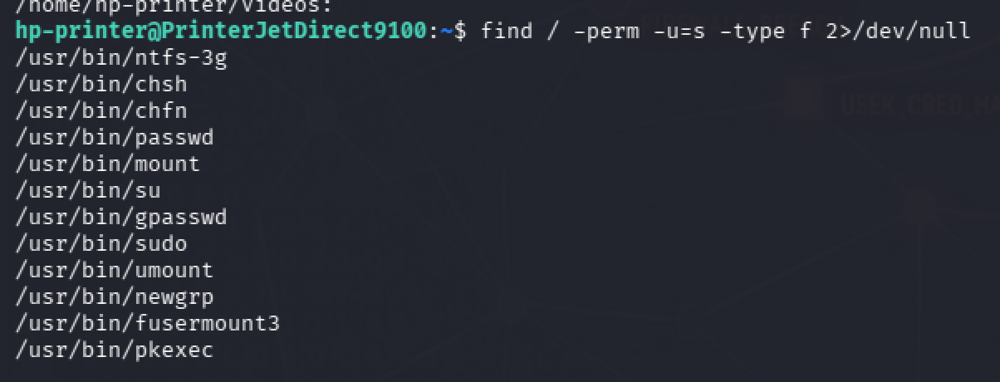 /home/hp-printer/Videos:
hp-printer@PrinterJetDirect9100:~$ find / -perm -u=s -type f 2>/dev/null
/usr/bin/ntfs-3g
/usr/bin/chsh
/usr/bin/chfn
/usr/bin/passwd
/usr/bin/mount
/usr/bin/su
/usr/bin/gpasswd
/usr/bin/sudo
/usr/bin/umount
/usr/bin/newgrp
/usr/bin/fusermount3
/usr/bin/pkexec